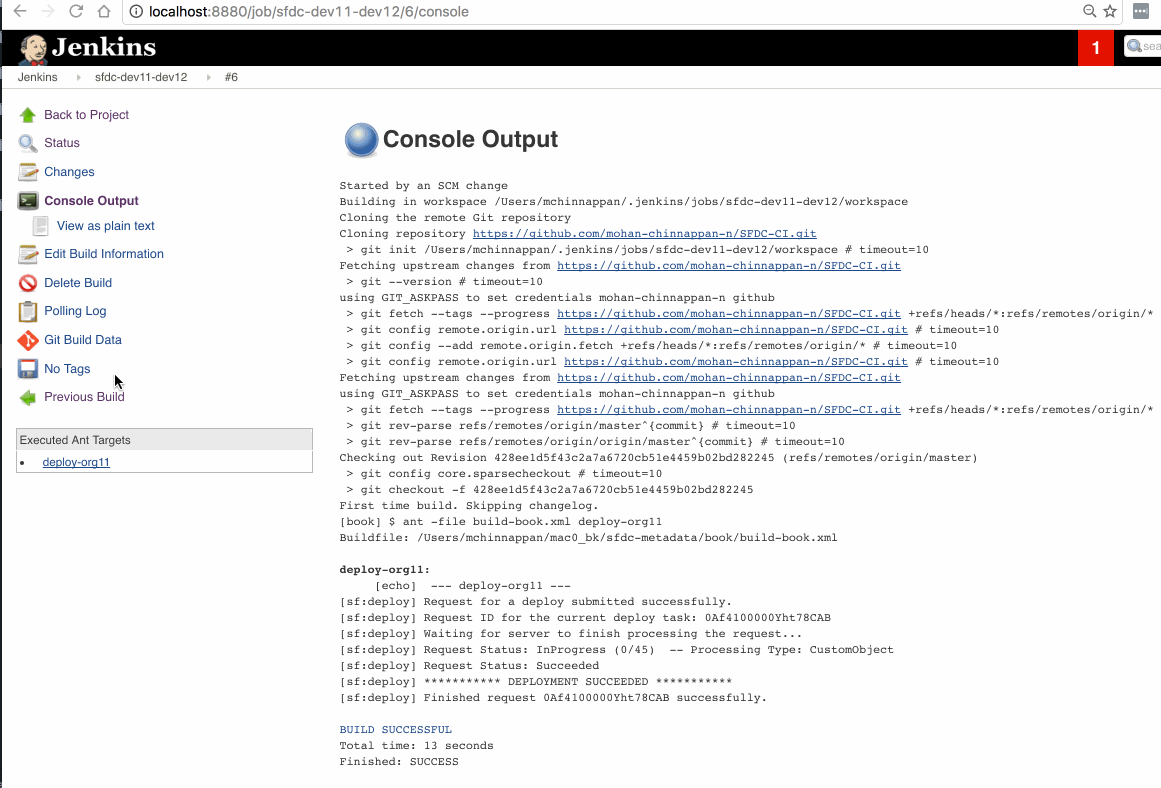 localhost:8880/job/sfdc-dev11-dev12/6/console
Jenkins
1
sea
Jenkins sfdc-dev11-dev12 #6
Back to Project
Status
Changes
Console Output
View as plain text
Edit Build Information
Delete Build
Polling Log
Git Build Data
No Tags
Previous Build
Executed Ant Targets
• deploy-org11
Console Output
Started by an SCM change
Building in workspace /Users/mchinnappan/.jenkins/jobs/sfdc-dev11-dev12/workspace
Cloning the remote Git repository
Cloning repository https://github.com/mohan-chinnappan-n/SFDC-CI.git
 > git init /Users/mchinnappan/.jenkins/jobs/sfdc-dev11-dev12/workspace # timeout=10
Fetching upstream changes from https://github.com/mohan-chinnappan-n/SFDC-CI.git
 > git --version # timeout=10
using GIT_ASKPASS to set credentials mohan-chinnappan-n github
 > git fetch --tags --progress https://github.com/mohan-chinnappan-n/SFDC-CI.git +refs/heads/*:refs/remotes/origin/*
 > git config remote.origin.url https://github.com/mohan-chinnappan-n/SFDC-CI.git # timeout=10
 > git config --add remote.origin.fetch +refs/heads/*:refs/remotes/origin/* # timeout=10
 > git config remote.origin.url https://github.com/mohan-chinnappan-n/SFDC-CI.git # timeout=10
Fetching upstream changes from https://github.com/mohan-chinnappan-n/SFDC-CI.git
using GIT_ASKPASS to set credentials mohan-chinnappan-n github
 > git fetch --tags --progress https://github.com/mohan-chinnappan-n/SFDC-CI.git +refs/heads/*:refs/remotes/origin/*
 > git rev-parse refs/remotes/origin/master^{commit} # timeout=10
 > git rev-parse refs/remotes/origin/origin/master^{commit} # timeout=10
Checking out Revision 428ee1d5f43c2a7a6720cb51e4459b02bd282245 (refs/remotes/origin/master)
 > git config core.sparsecheckout # timeout=10
 > git checkout -f 428ee1d5f43c2a7a6720cb51e4459b02bd282245
First time build. Skipping changelog.
[book] $ ant -file build-book.xml deploy-org11
Buildfile: /Users/mchinnappan/mac0_bk/sfdc-metadata/book/build-book.xml
deploy-org11:
[echo] --- deploy-org11 ---
[sf:deploy] Request for a deploy submitted successfully.
[sf:deploy] Request ID for the current deploy task: 0Af4100000Yht78CAB
[sf:deploy] Waiting for server to finish processing the request...
[sf:deploy] Request Status: InProgress (0/45) -- Processing Type: CustomObject
[sf:deploy] Request Status: Succeeded
[sf:deploy] *********** DEPLOYMENT SUCCEEDED ***********
[sf:deploy] Finished request 0Af4100000Yht78CAB successfully.
BUILD SUCCESSFUL
Total time: 13 seconds
Finished: SUCCESS